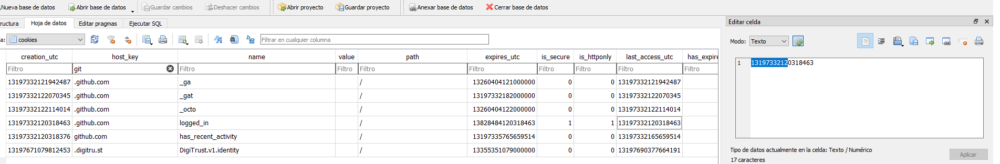 Nueva base de datos Abrir base de datos Guardar cambios Deshacer cambios Abrir proyecto Guardar proyecto Anexar base de datos Cerrar base de datos
tructura Hoja de datos Editar pragmas Ejecutar SQL
a: cookies Filtrar en cualquier columna
creation_utc host_key name value path expires_utc is_secure is_httponly last_access_utc has_expire
Filtro git Filtro Filtro Filtro Filtro Filtro Filtro Filtro Filtro
13197332121942487 .github.com _ga / 13260404121000000 0 0 13197332121942487
13197332122070345 .github.com _gat / 13197332182000000 0 0 13197332122070345
13197332122114014 .github.com _octo / 13260404122000000 0 0 13197332122114014
13197332120318463 .github.com logged_in / 13828484120318463 1 1 13197332120318463
13197332120318376 github.com has_recent_activity / 13197335765659514 0 0 13197332165659514
13197671079812453 .digitru.st DigiTrust.v1.identity / 13355351079000000 0 0 13197690377664191
Editar celda
Modo: Texto
1 13197332120318463
Tipo de datos actualmente en la celda: Texto / Numérico
17 caracteres
Aplicar